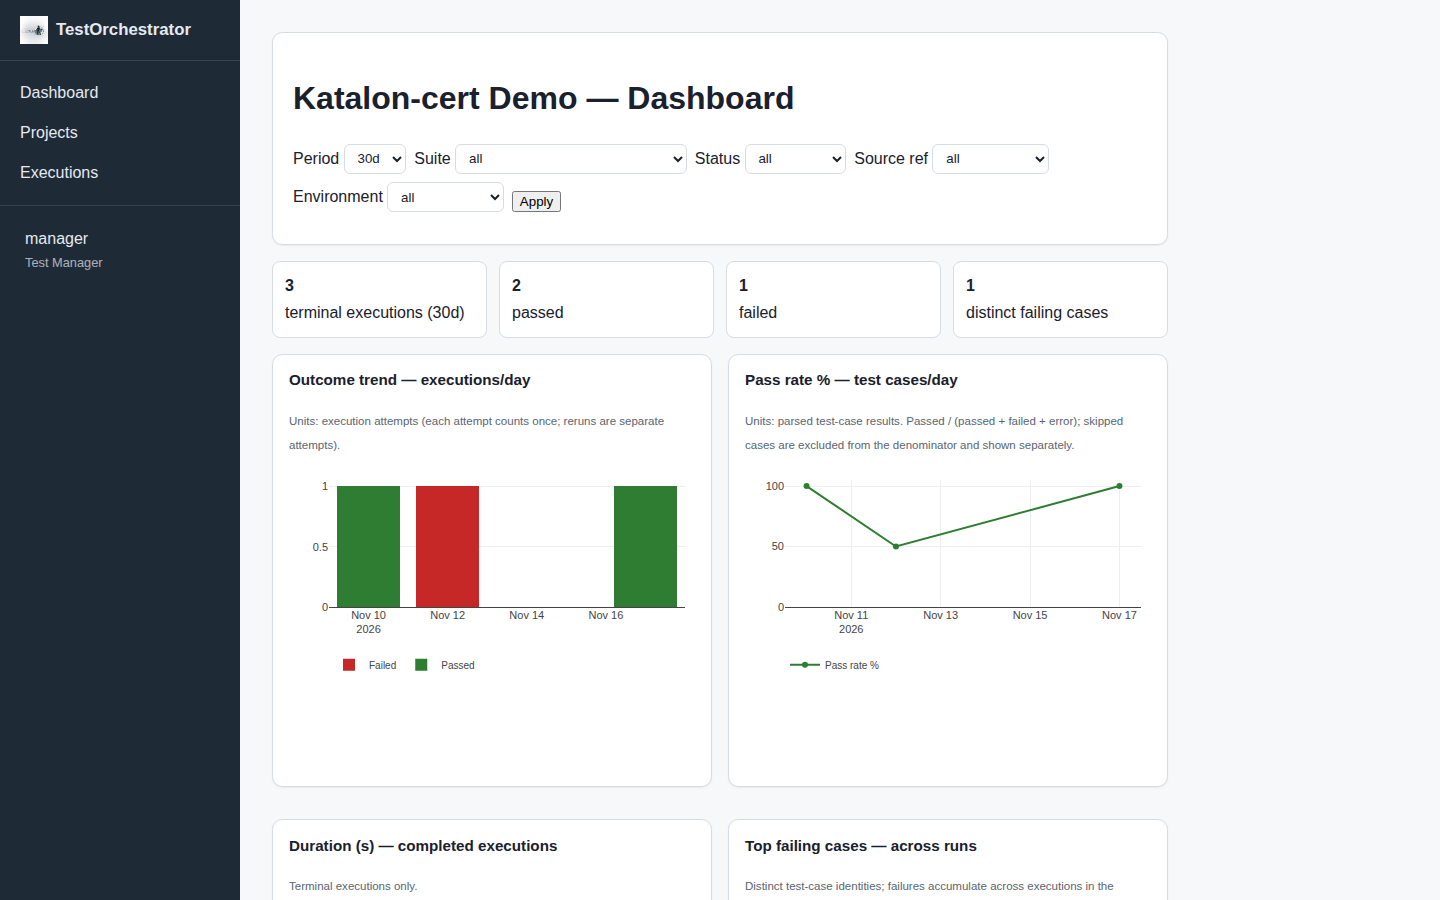 TestOrchestrator
Dashboard
Projects
Executions
manager
Test Manager
Katalon-cert Demo — Dashboard
Period 30d Suite all Status all Source ref all
Environment all Apply
3
terminal executions (30d)
2
passed
1
failed
1
distinct failing cases
Outcome trend — executions/day
Units: execution attempts (each attempt counts once; reruns are separate
attempts).
1
0.5
0
Nov 10
2026
Nov 12
Nov 14
Nov 16
Failed
Passed
Pass rate % — test cases/day
Units: parsed test-case results. Passed / (passed + failed + error); skipped
cases are excluded from the denominator and shown separately.
100
50
0
Nov 11
2026
Nov 13
Nov 15
Nov 17
Pass rate %
Duration (s) — completed executions
Terminal executions only.
Top failing cases — across runs
Distinct test-case identities; failures accumulate across executions in the